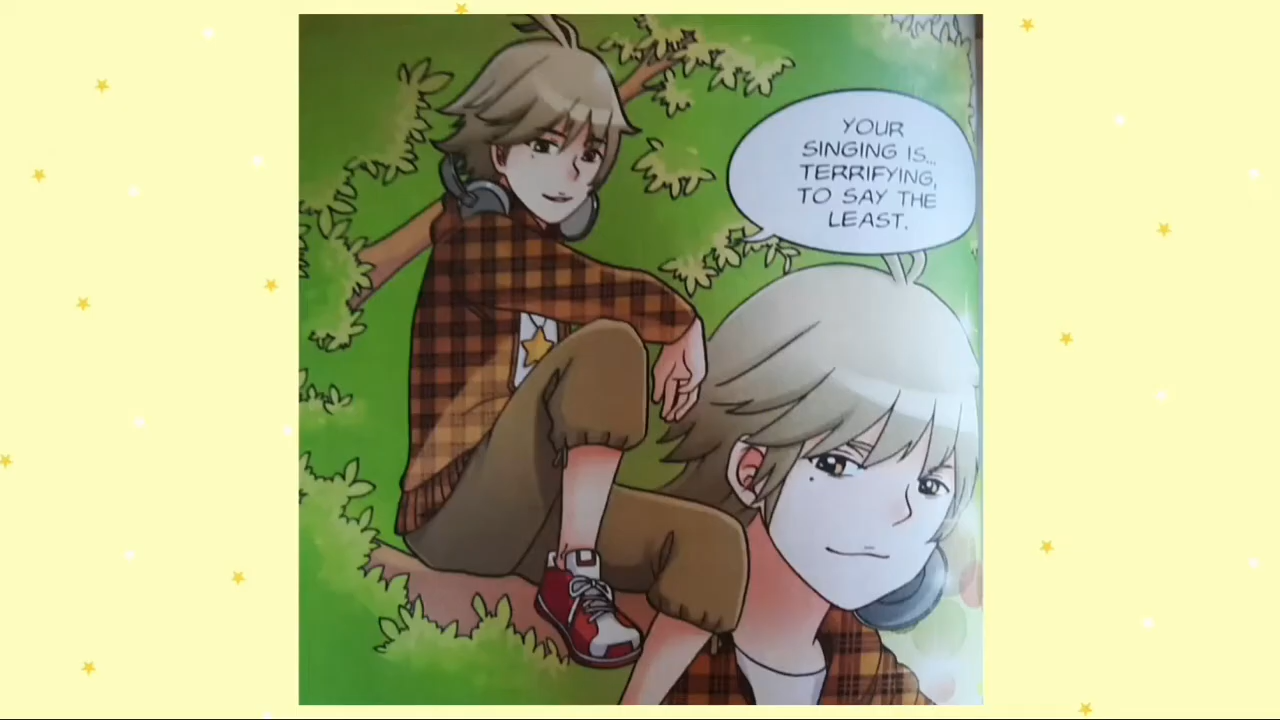 YOUR
SINGING IS...
TERRIFYING,
TO SAY THE
LEAST.